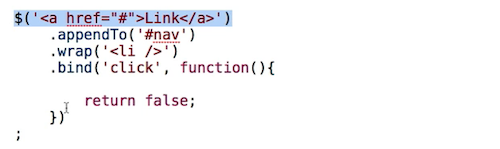 $('<a href="#">Link</a>')
    .appendTo('#nav')
    .wrap('<li />')
    .bind('click', function(){
        return false;
    })
;